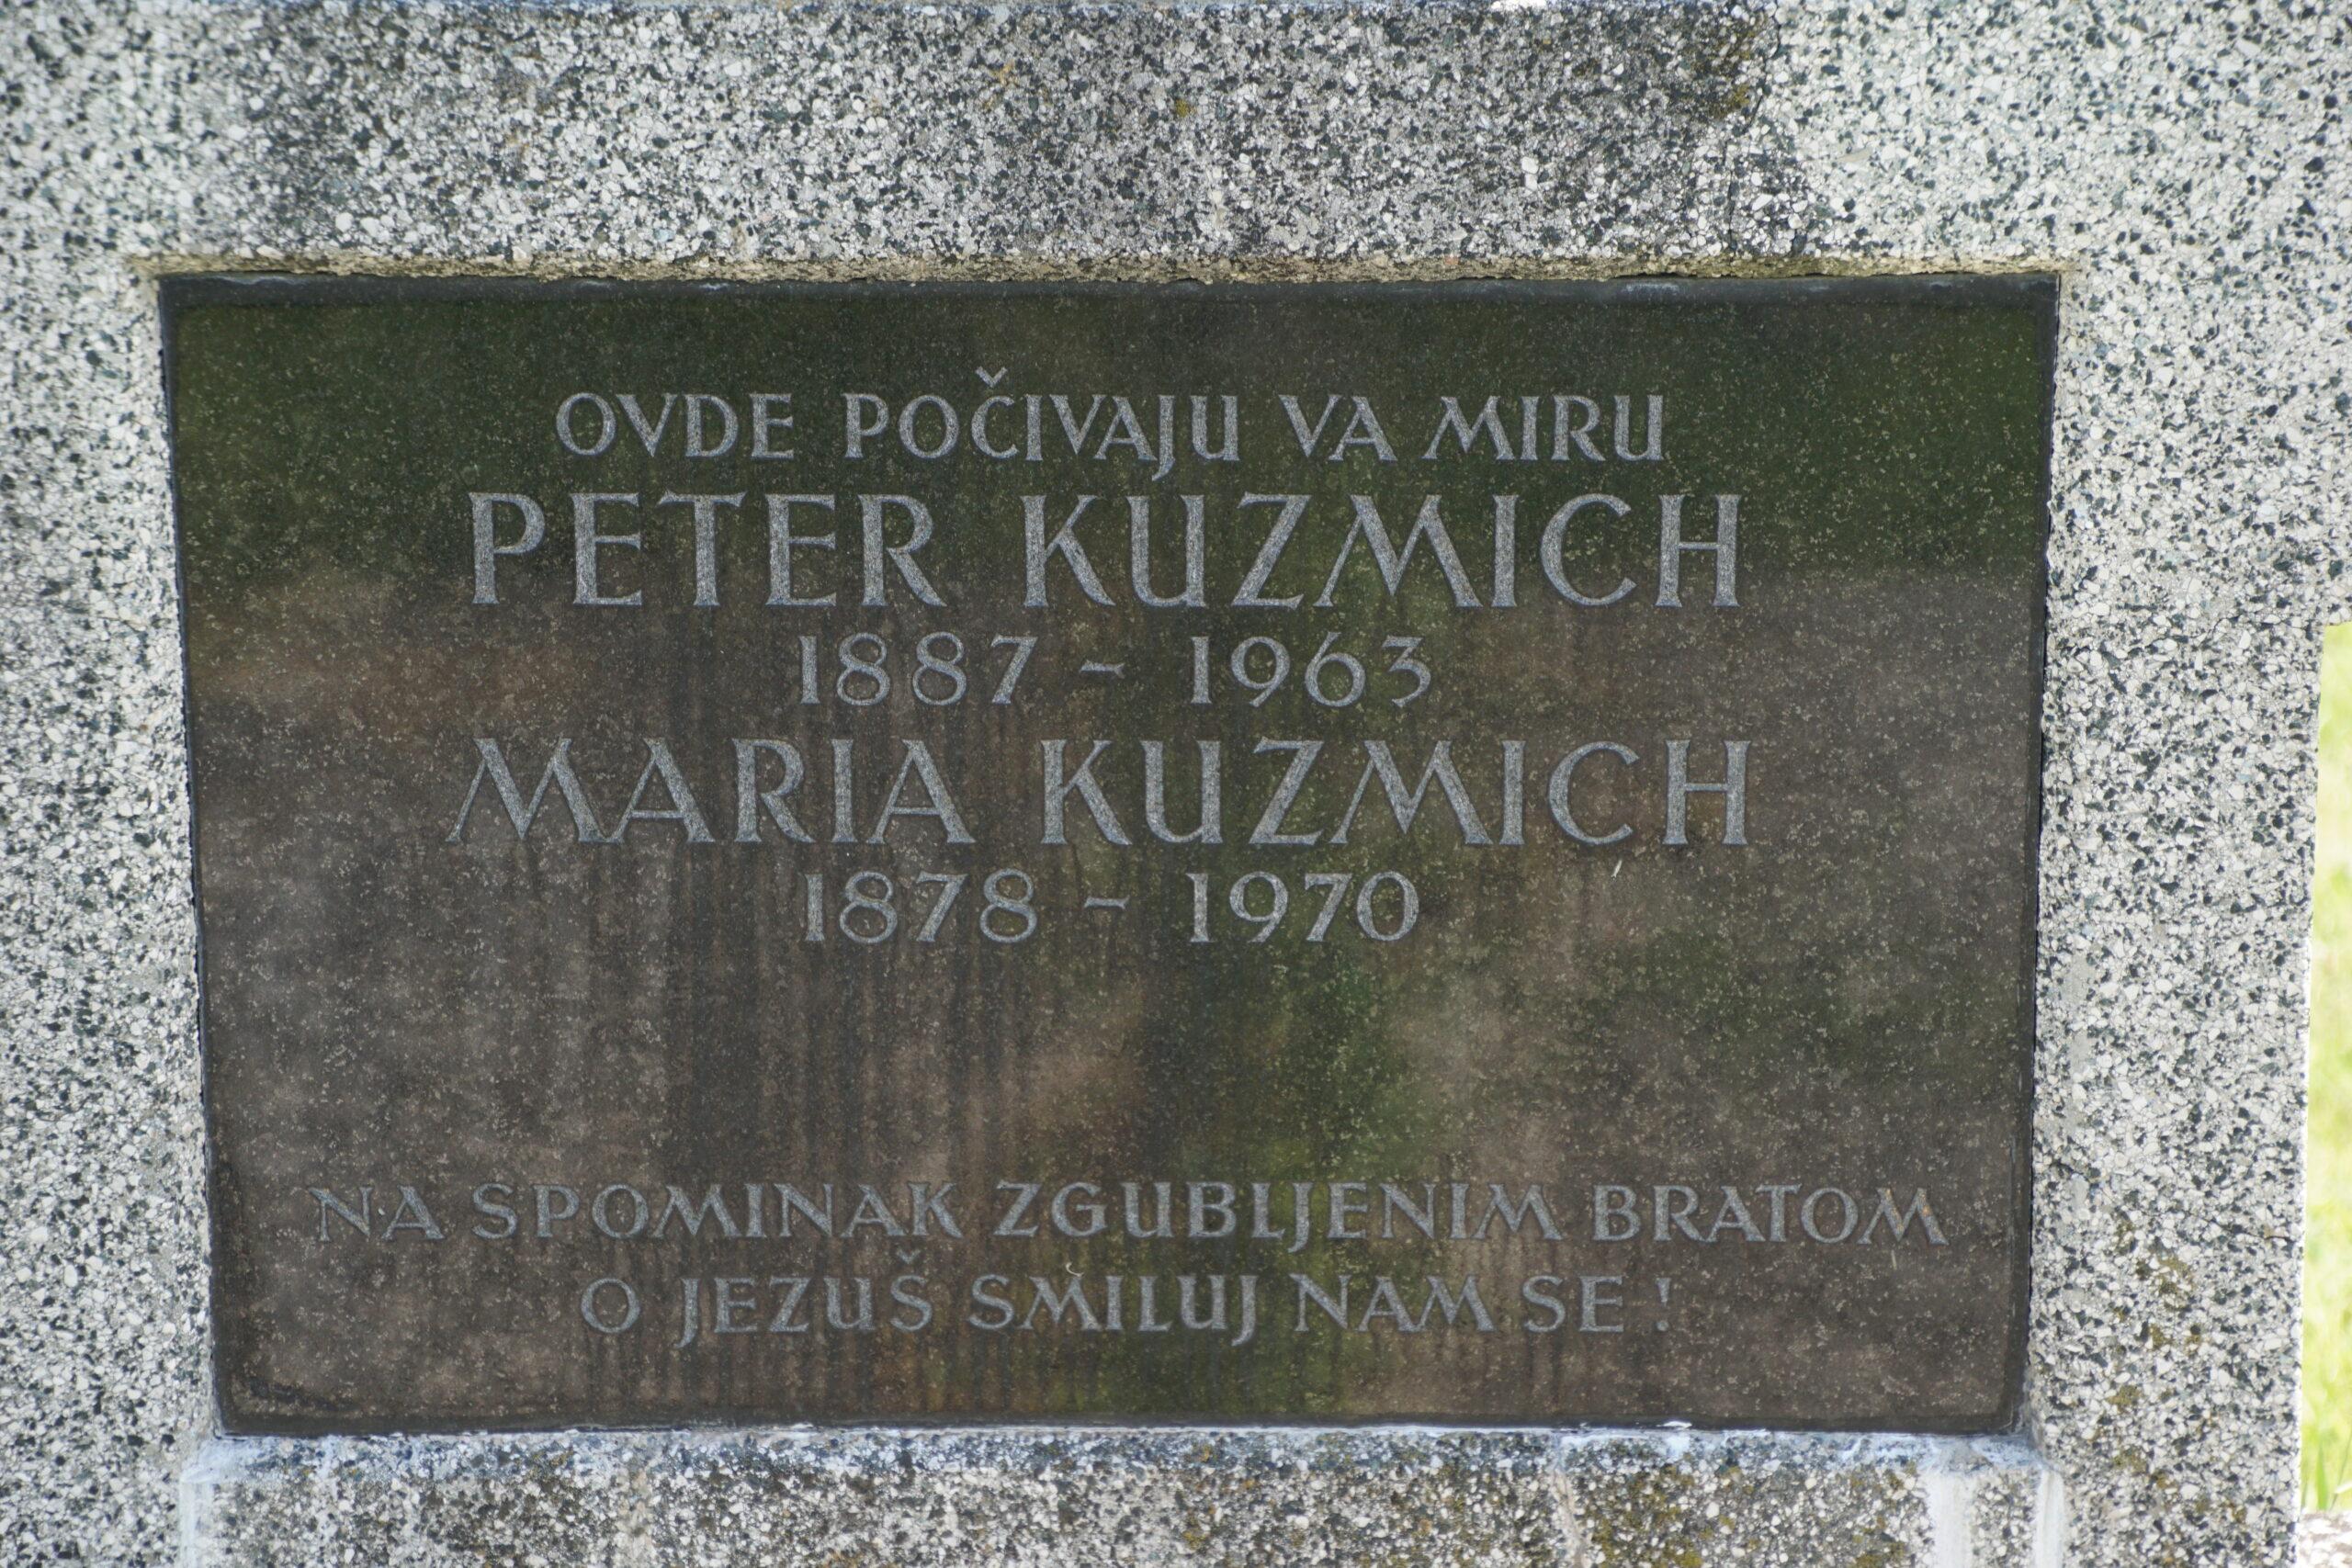 OVDE POČIVAJU VA MIRU
PETER KUZMICH
1887 - 1963
MARIA KUZMICH
1878 - 1970
NA SPOMINAK ZGUBLJENIM BRATOM
O JEZUŠ SMILUJ NAM SE!